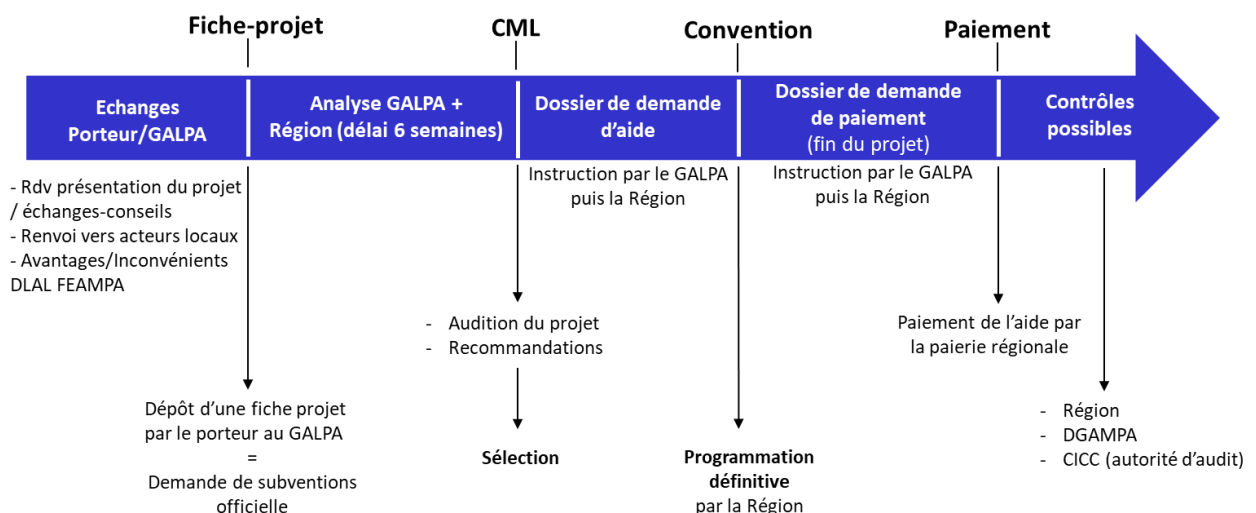 Fiche-projet
CML
Convention
Paiement
Echanges
Porteur/GALPA
Analyse GALPA +
Région (délai 6 semaines)
Dossier de demande
d'aide
Dossier de demande
de paiement
(fin du projet)
Contrôles
possibles
- Rdv présentation du projet
/ échanges-conseils
- Renvoi vers acteurs locaux
- Avantages/Inconvénients
DLAL FEAMPA
Instruction par le GALPA
puis la Région
Instruction par le GALPA
puis la Région
- Audition du projet
- Recommandations
Paiement de l'aide par
la paierie régionale
Dépôt d'une fiche projet
par le porteur au GALPA
=
Demande de subventions
officielle
Sélection
Programmation
définitive
par la Région
- Région
- DGAMPA
- CICC (autorité d'audit)